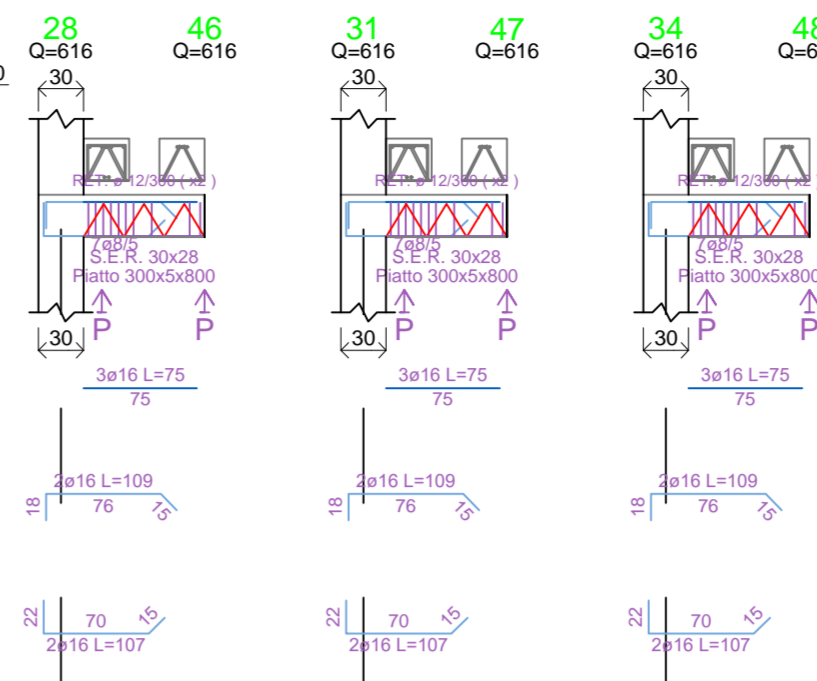 28 46 31 47 34
Q=616 Q=616 Q=616 Q=616 Q=616
30 30 30
RET. ø 12/300 ( x2 ) RET. ø 12/300 ( x2 ) RET. ø 12/300 ( x2
7ø8/5 7ø8/5 7ø8/5
S.E.R. 30x28 S.E.R. 30x28 S.E.R. 30x28
Piatto 300x5x800 Piatto 300x5x800 Piatto 300x5x800
P P P P P P
30 30 30
3ø16 L=75 3ø16 L=75 3ø16 L=75
75 75 75
2ø16 L=109 2ø16 L=109 2ø16 L=109
18 76 15 18 76 15 18 76 15
22 70 15 22 70 15 22 70 15
2ø16 L=107 2ø16 L=107 2ø16 L=107